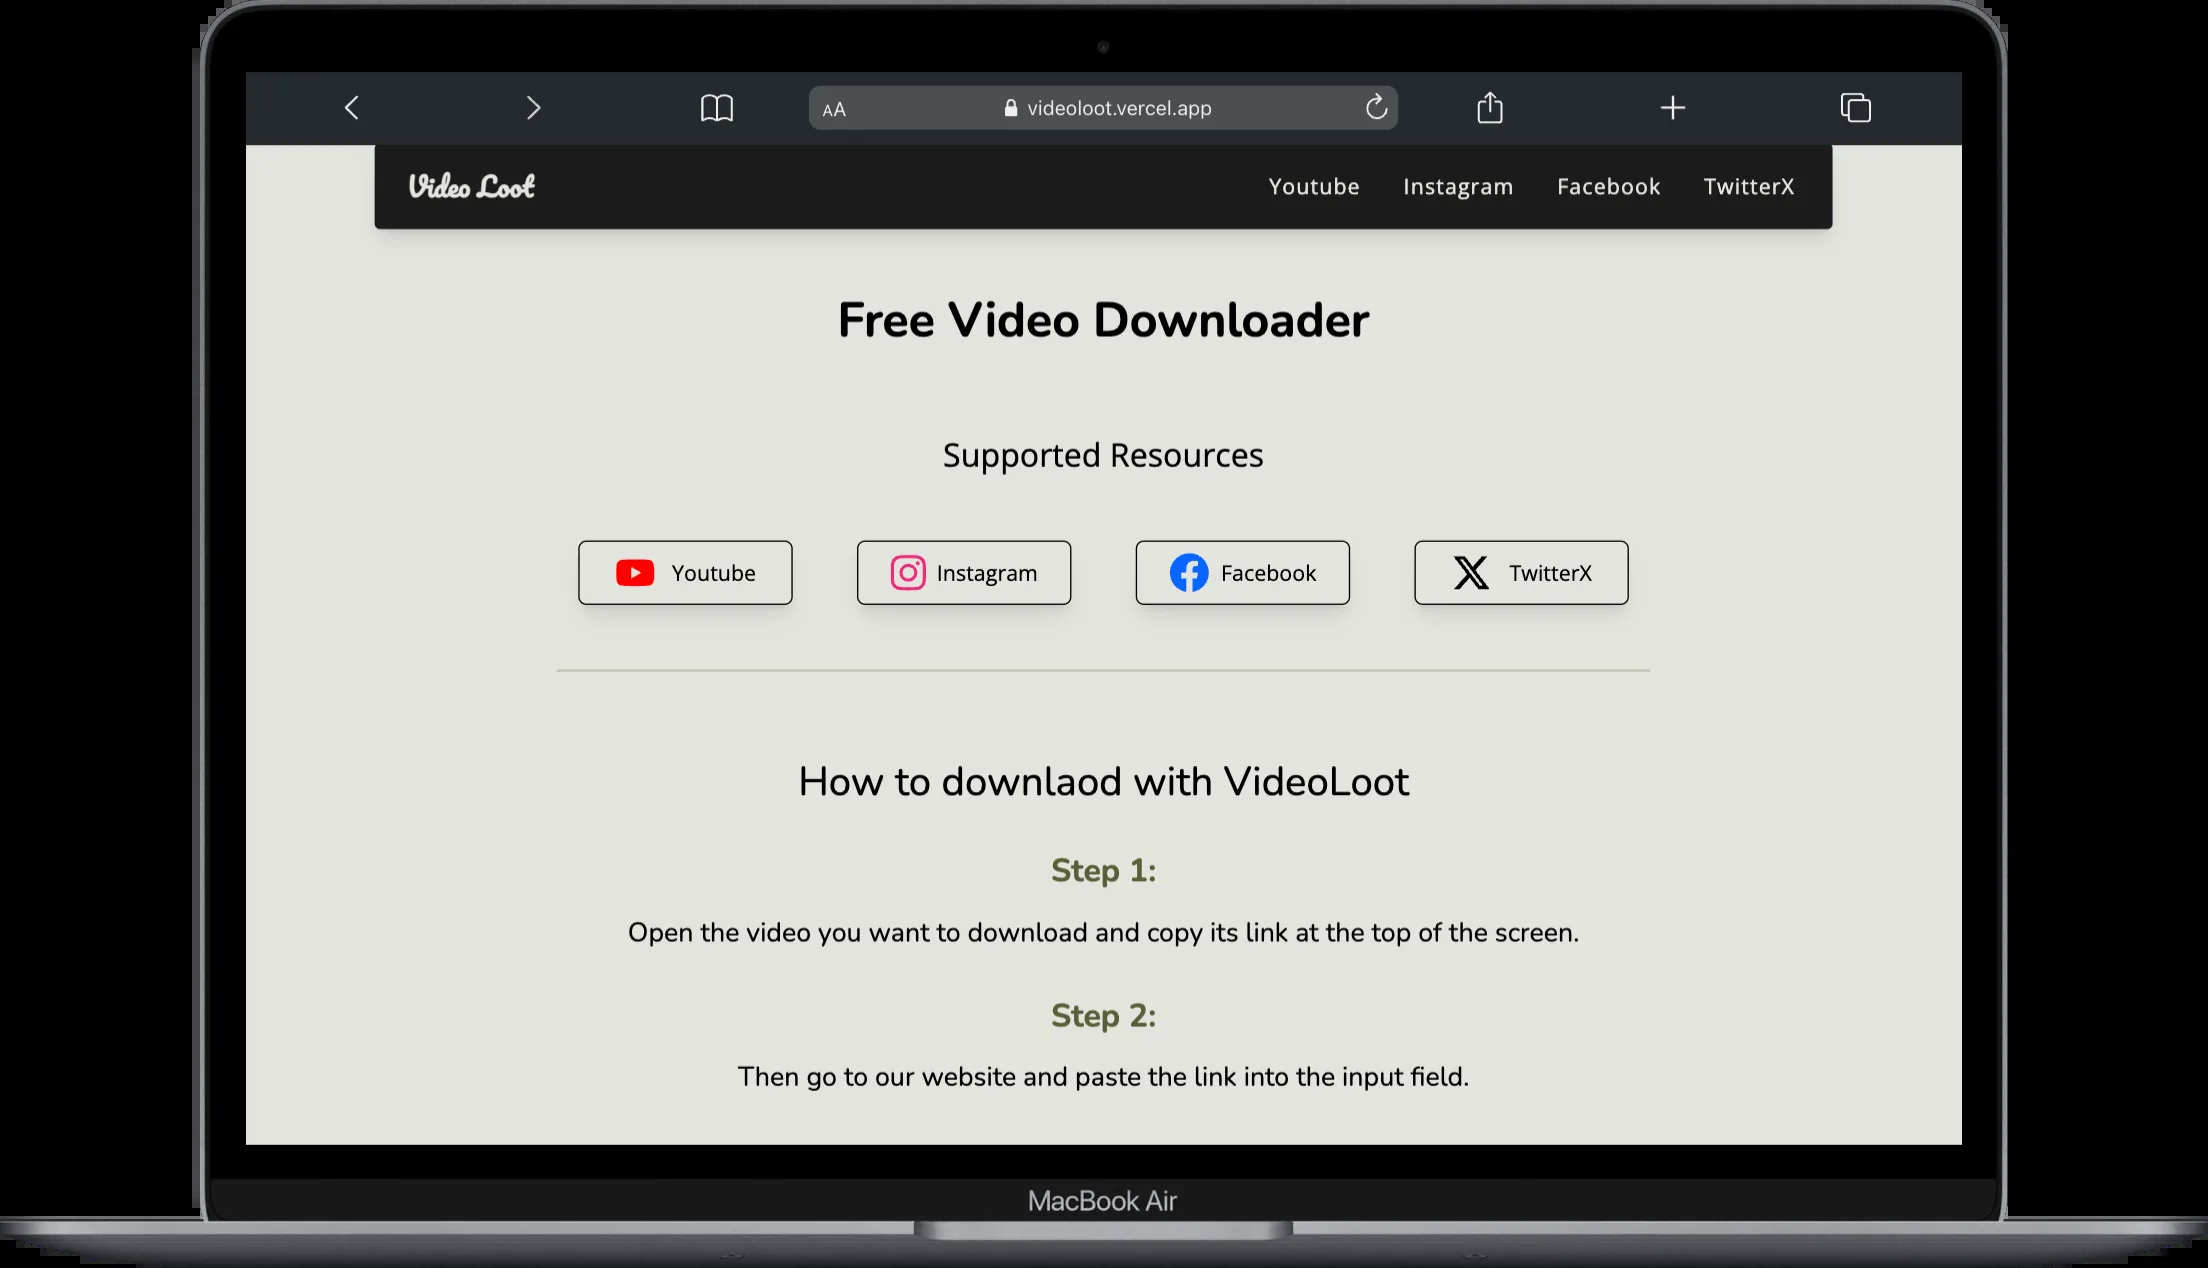 AA videoloot.vercel.app
Video Loot Youtube Instagram Facebook TwitterX
Free Video Downloader
Supported Resources
Youtube Instagram Facebook TwitterX
How to downlaod with VideoLoot
Step 1:
Open the video you want to download and copy its link at the top of the screen.
Step 2:
Then go to our website and paste the link into the input field.
MacBook Air